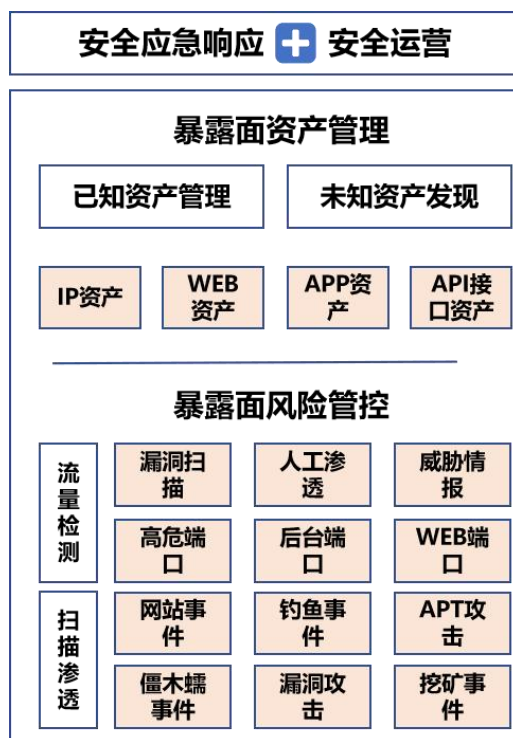 安全应急响应 + 安全运营
暴露面资产管理
已知资产管理
未知资产发现
IP资产
WEB
资产
APP资
产
API接
口资产
暴露面风险管控
流
量
检
测
漏洞扫
描
人工渗
透
威胁情
报
高危端
口
后台端
口
WEB端
口
扫
描
渗
透
网站事
件
钓鱼事
件
APT攻
击
僵木蠕
事件
漏洞攻
击
挖矿事
件